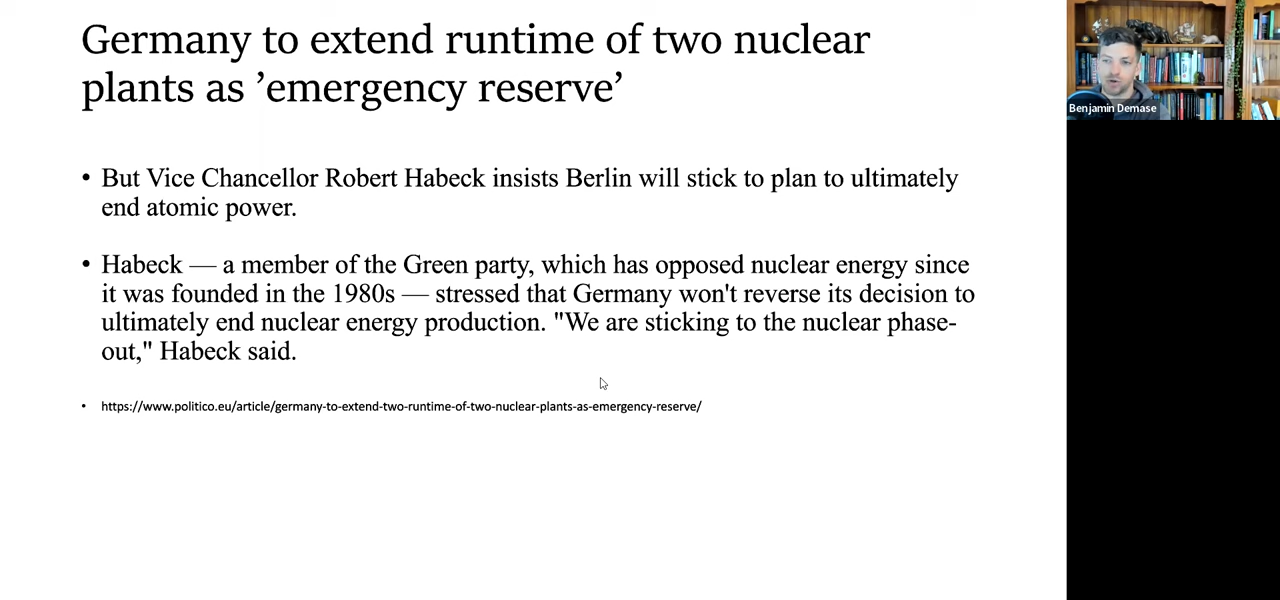 Germany to extend runtime of two nuclear
plants as ’emergency reserve’
Benjamin Demase
• But Vice Chancellor Robert Habeck insists Berlin will stick to plan to ultimately
end atomic power.
• Habeck — a member of the Green party, which has opposed nuclear energy since
it was founded in the 1980s — stressed that Germany won't reverse its decision to
ultimately end nuclear energy production. "We are sticking to the nuclear phase-
out," Habeck said.
• https://www.politico.eu/article/germany-to-extend-two-runtime-of-two-nuclear-plants-as-emergency-reserve/